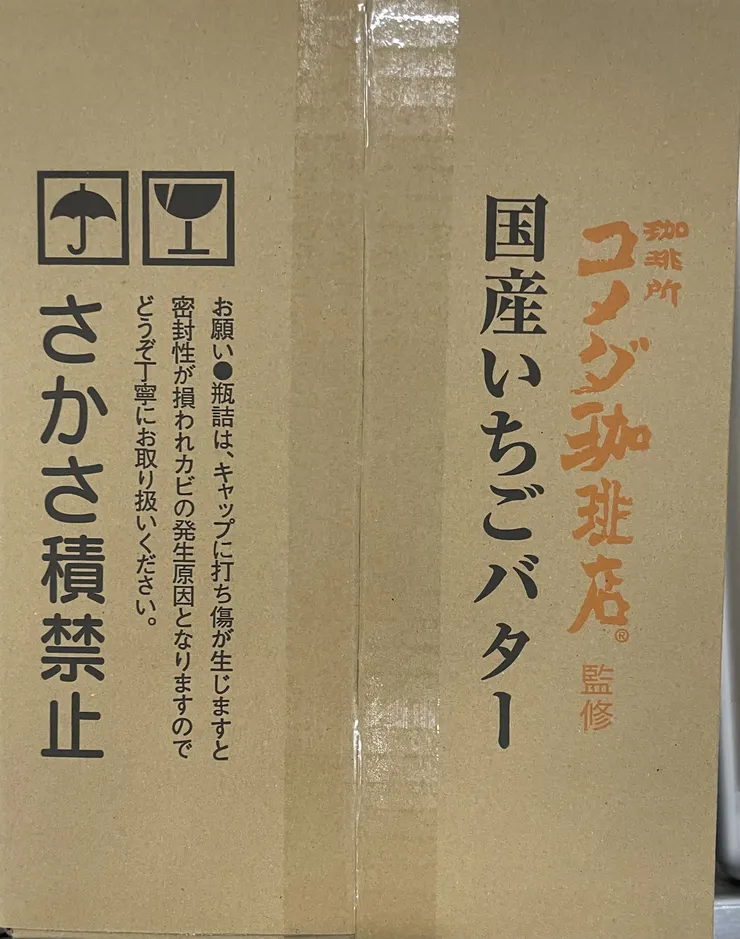 珈琲所
コメダ珈琲店®
監修
国産いちごバター
お願い●瓶詰は、キャップに打ち傷が生じますと
密封性が損われカビの発生原因となりますので
どうぞ丁寧にお取り扱いください。
さかさ積禁止